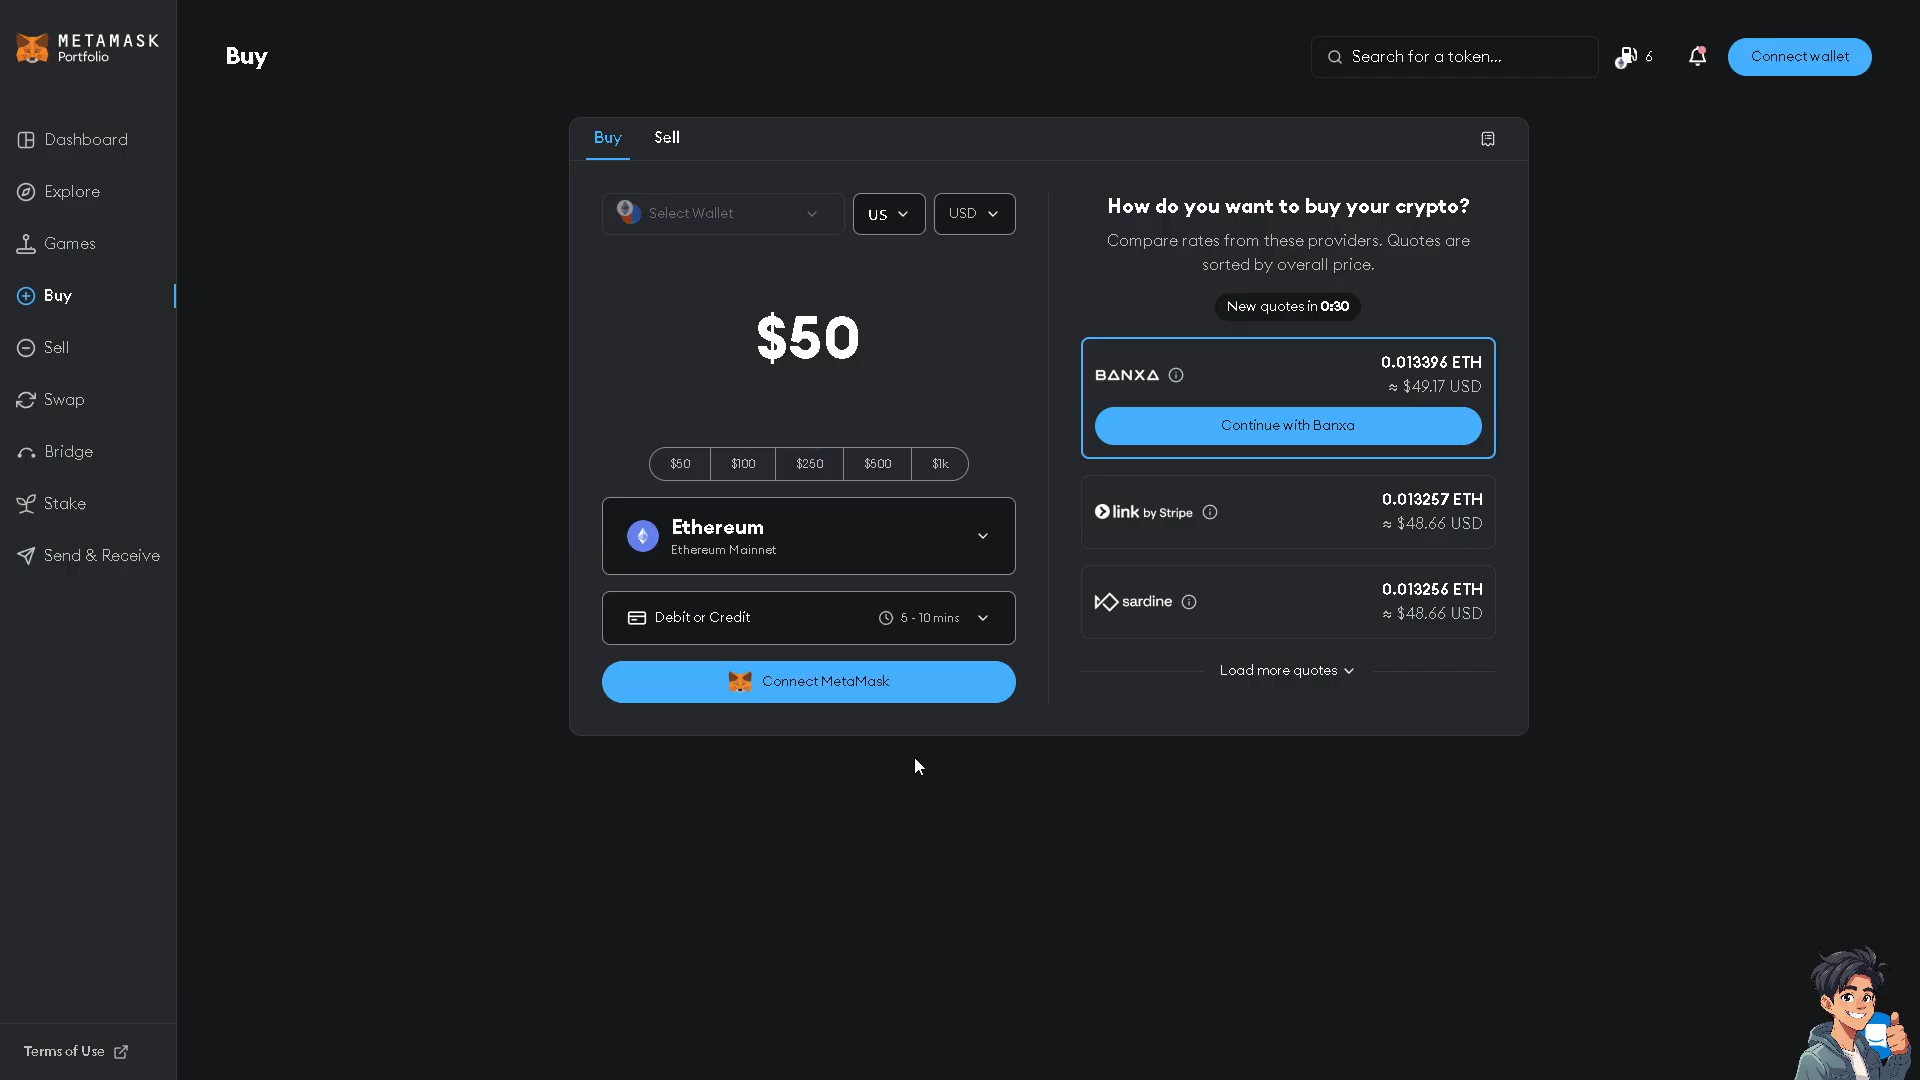 METAMASK
Portfolio
Dashboard
Explore
Games
Buy
Sell
Swap
Bridge
Stake
Send & Receive
Terms of Use
Buy
Search for a token...
6
Connect wallet
Buy
Sell
Select Wallet
US
USD
$50
$50
$100
$250
$500
$1k
Ethereum
Ethereum Mainnet
Debit or Credit
5 - 10 mins
Connect MetaMask
How do you want to buy your crypto?
Compare rates from these providers. Quotes are
sorted by overall price.
New quotes in 0:30
BANXA
0.013396 ETH
≈ $49.17 USD
Continue with Banxa
link by Stripe
0.013257 ETH
≈ $48.66 USD
sardine
0.013256 ETH
≈ $48.66 USD
Load more quotes